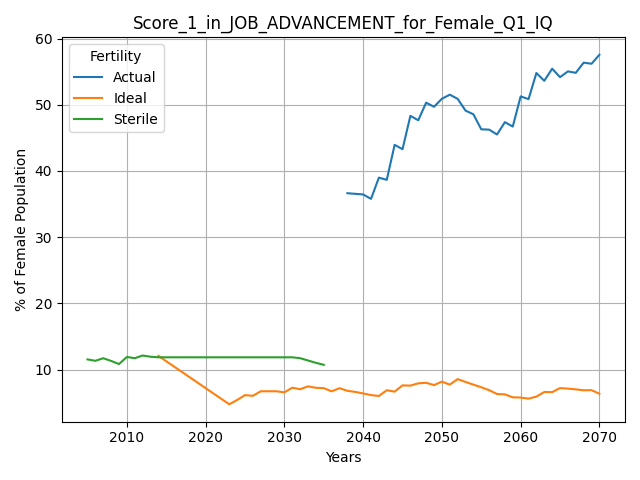 Score_1_in_JOB_ADVANCEMENT_for_Female_Q1_IQ
Fertility
Actual
Ideal
Sterile
% of Female Population
60
50
40
30
20
10
2010 2020 2030 2040 2050 2060 2070
Years